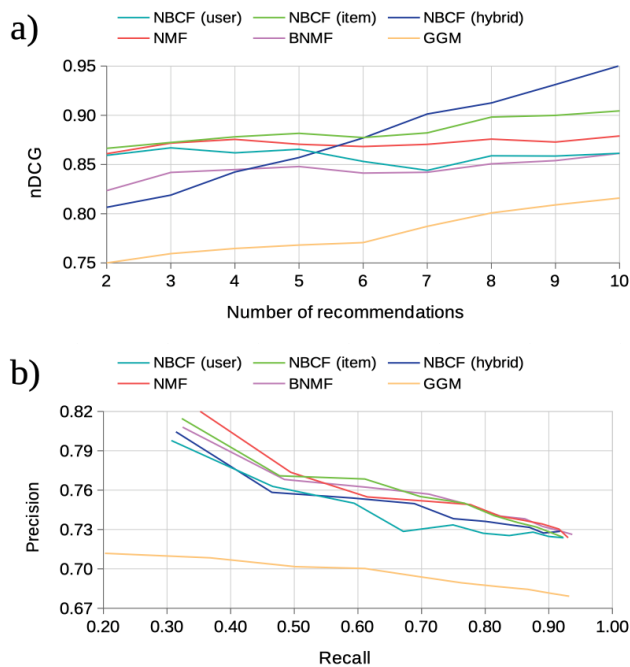 a)
NBCF (user) NBCF (item) NBCF (hybrid)
NMF BNMF GGM
0.95
0.90
0.85
0.80
0.75
nDCG
2 3 4 5 6 7 8 9 10
Number of recommendations
b)
NBCF (user) NBCF (item) NBCF (hybrid)
NMF BNMF GGM
0.82
0.79
0.76
0.73
0.70
0.67
Precision
0.20 0.30 0.40 0.50 0.60 0.70 0.80 0.90 1.00
Recall